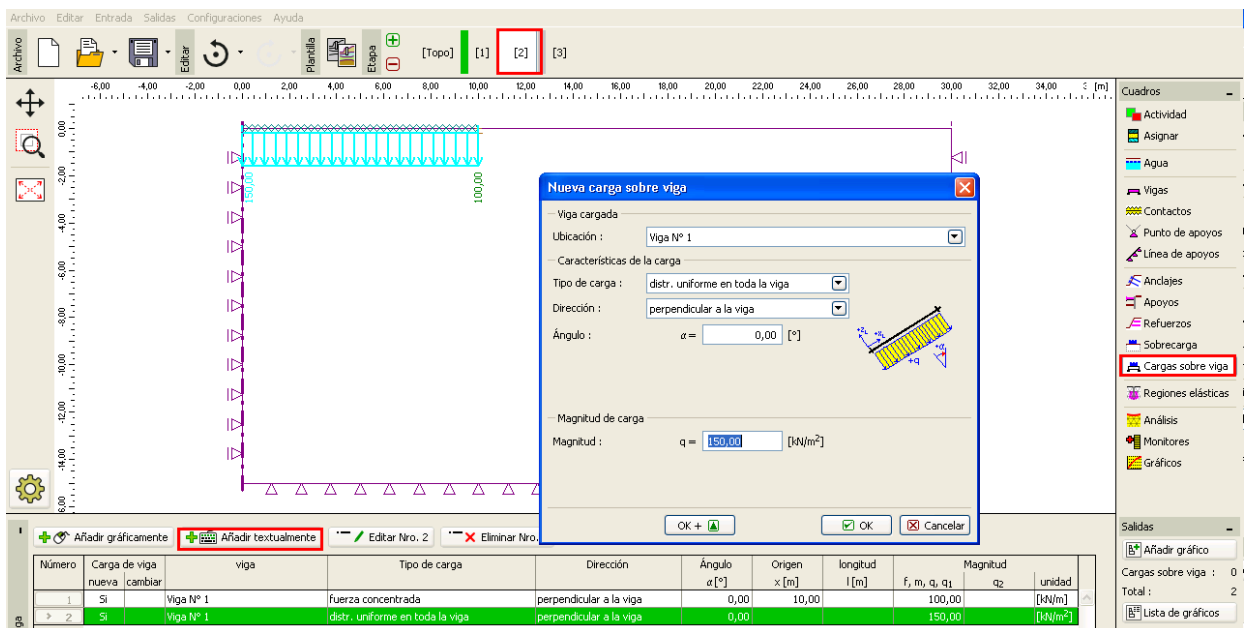 Archivo Editar Entrada Salidas Configuraciones Ayuda
Archivo
Editar
Plantilla
Etapa
[Topo] [1] [2] [3]
-6,00 -4,00 -2,00 0,00 2,00 4,00 6,00 8,00 10,00 12,00 14,00 16,00 18,00 20,00 22,00 24,00 26,00 28,00 30,00 32,00 34,00 [m]
0,00
-2,00
-4,00
-6,00
-8,00
-10,00
-12,00
-14,00
150,00
100,00
Nueva carga sobre viga
Viga cargada
Ubicación : Viga Nº 1
Características de la carga
Tipo de carga : distr. uniforme en toda la viga
Dirección : perpendicular a la viga
Ángulo : α = 0,00 [°]
+zL +xL
+q +α
Magnitud de carga
Magnitud : q = 150,00 [kN/m²]
OK + OK Cancelar
Cuadros
Actividad
Asignar
Agua
Vigas
Contactos
Punto de apoyos
Línea de apoyos
Anclajes
Apoyos
Refuerzos
Sobrecarga
Cargas sobre viga
Regiones elásticas
Análisis
Monitores
Gráficos
Añadir gráficamente Añadir textualmente Editar Nro. 2 Eliminar Nro.
Número Carga de viga viga Tipo de carga Dirección Ángulo Origen longitud Magnitud
nueva cambiar α [°] x [m] l [m] f, m, q, q1 q2 unidad
1 Si Viga Nº 1 fuerza concentrada perpendicular a la viga 0,00 10,00 100,00 [kN/m]
> 2 Si Viga Nº 1 distr. uniforme en toda la viga perpendicular a la viga 0,00 150,00 [kN/m²]
Salidas
Añadir gráfico
Cargas sobre viga : 0
Total : 2
Lista de gráficos